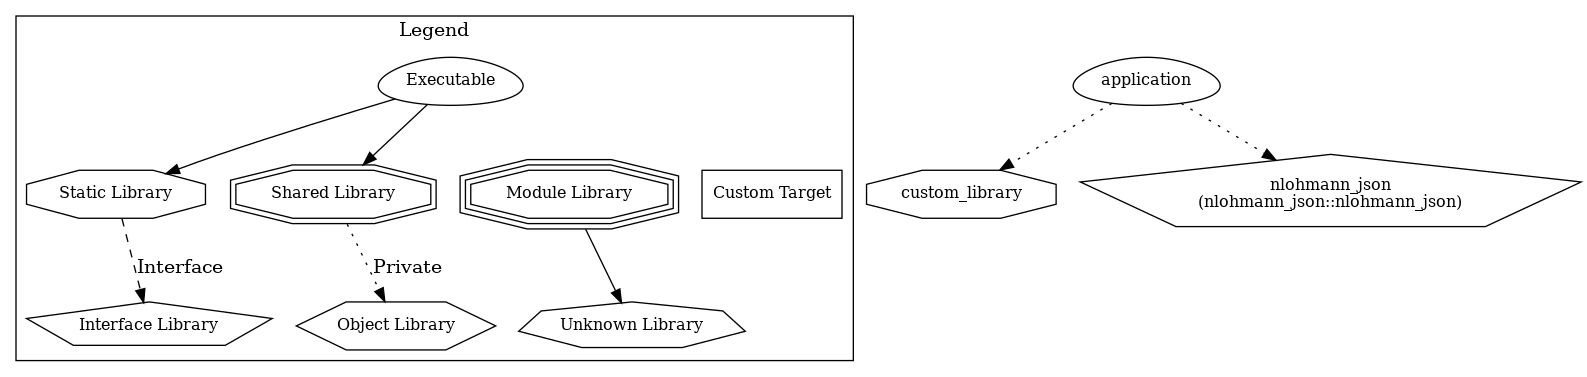 Legend
Executable
application
Static Library
Shared Library
Module Library
Custom Target
custom_library
nlohmann_json
(nlohmann_json::nlohmann_json)
Interface
Private
Interface Library
Object Library
Unknown Library